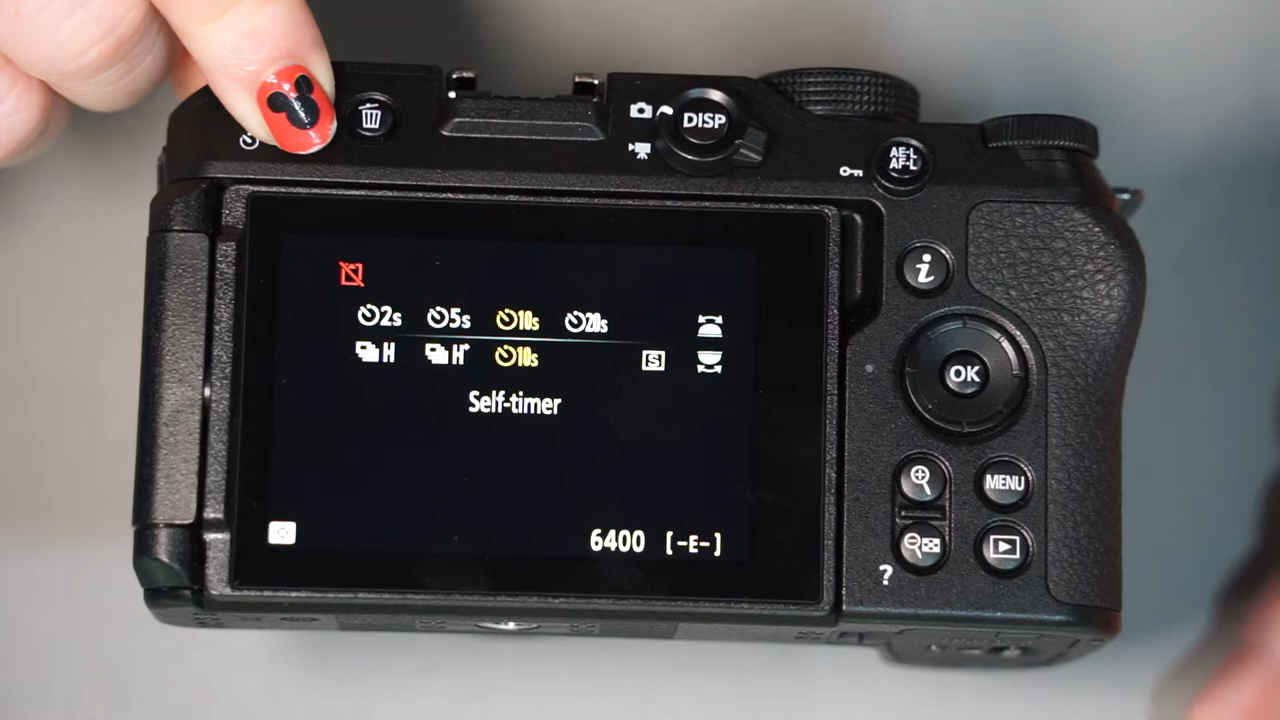 DISP
AE-L
AF-L
i
2s 5s 10s 20s
H H+ 10s S
Self-timer
OK
MENU
6400 [-E-]
?